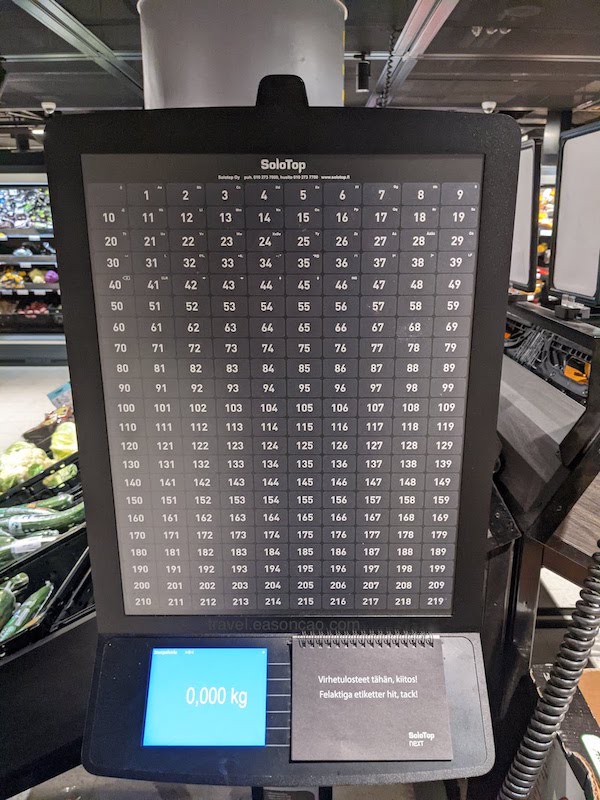 SoloTop
Solotop Oy puh. 010 273 7000, huolto 010 273 7700 www.solotop.fi
1 2 3 4 5 6 7 8 9
10 11 12 13 14 15 16 17 18 19
20 21 22 23 24 25 26 27 28 29
30 31 32 33 34 35 36 37 38 39
40 41 42 43 44 45 46 47 48 49
50 51 52 53 54 55 56 57 58 59
60 61 62 63 64 65 66 67 68 69
70 71 72 73 74 75 76 77 78 79
80 81 82 83 84 85 86 87 88 89
90 91 92 93 94 95 96 97 98 99
100 101 102 103 104 105 106 107 108 109
110 111 112 113 114 115 116 117 118 119
120 121 122 123 124 125 126 127 128 129
130 131 132 133 134 135 136 137 138 139
140 141 142 143 144 145 146 147 148 149
150 151 152 153 154 155 156 157 158 159
160 161 162 163 164 165 166 167 168 169
170 171 172 173 174 175 176 177 178 179
180 181 182 183 184 185 186 187 188 189
190 191 192 193 194 195 196 197 198 199
200 201 202 203 204 205 206 207 208 209
210 211 212 213 214 215 216 217 218 219
travel.easoncao.com
0,000 kg
Virhetulosteet tähän, kiitos!
Felaktiga etiketter hit, tack!
SoloTop
next